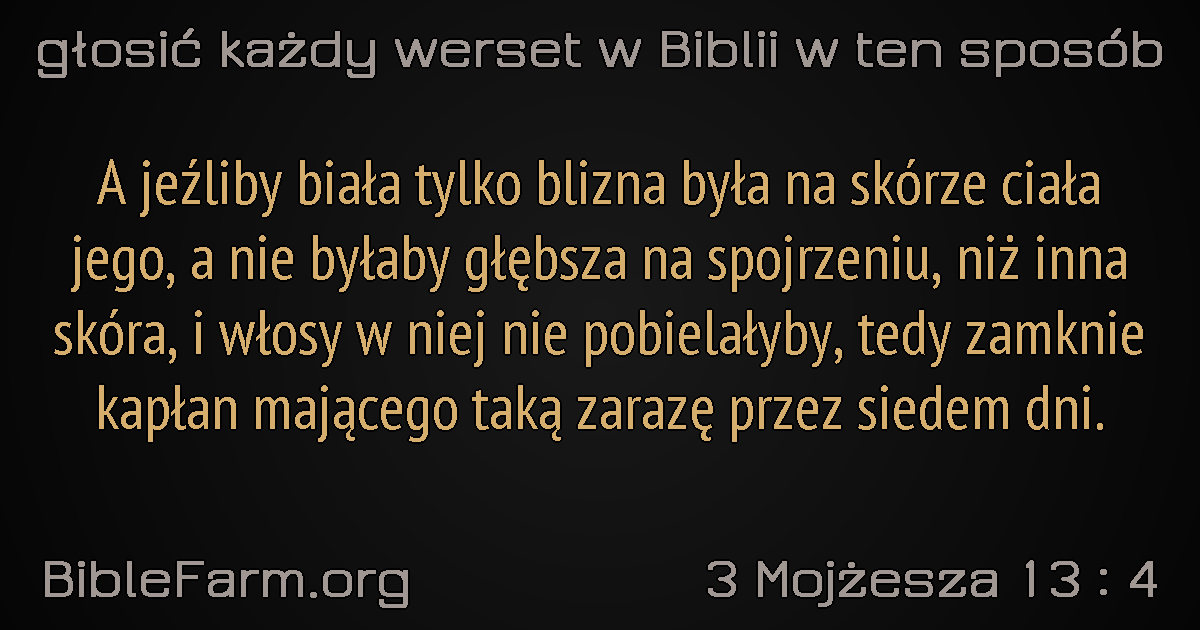 głosić każdy werset w Biblii w ten sposób
A jeźliby biała tylko blizna była na skórze ciała
jego, a nie byłaby głębsza na spojrzeniu, niż inna
skóra, i włosy w niej nie pobielałyby, tedy zamknie
kapłan mającego taką zarazę przez siedem dni.
BibleFarm.org
3 Mojżesza 13 : 4